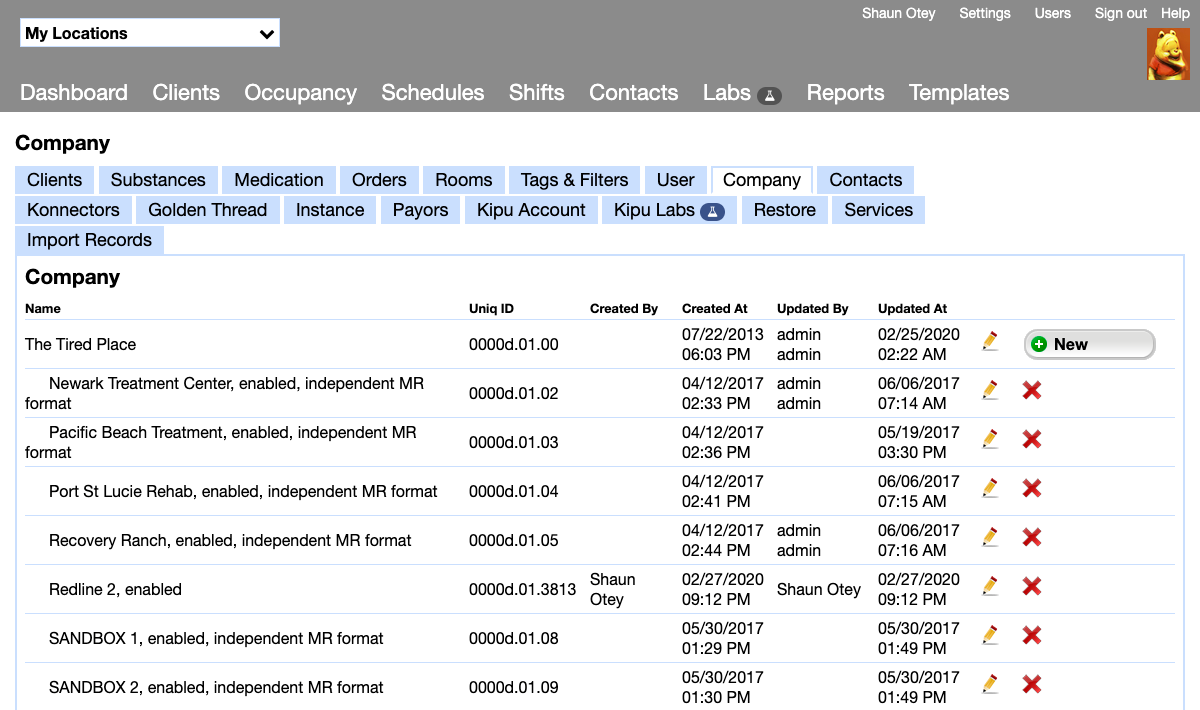 Shaun Otey Settings Users Sign out Help
My Locations
Dashboard Clients Occupancy Schedules Shifts Contacts Labs Reports Templates
Company
Clients Substances Medication Orders Rooms Tags & Filters User Company Contacts
Konnectors Golden Thread Instance Payors Kipu Account Kipu Labs Restore Services
Import Records
Company
Name Uniq ID Created By Created At Updated By Updated At
The Tired Place 0000d.01.00 07/22/2013 06:03 PM admin admin 02/25/2020 02:22 AM New
Newark Treatment Center, enabled, independent MR format 0000d.01.02 04/12/2017 02:33 PM admin admin 06/06/2017 07:14 AM
Pacific Beach Treatment, enabled, independent MR format 0000d.01.03 04/12/2017 02:36 PM 05/19/2017 03:30 PM
Port St Lucie Rehab, enabled, independent MR format 0000d.01.04 04/12/2017 02:41 PM 06/06/2017 07:15 AM
Recovery Ranch, enabled, independent MR format 0000d.01.05 04/12/2017 02:44 PM admin admin 06/06/2017 07:16 AM
Redline 2, enabled 0000d.01.3813 Shaun Otey 02/27/2020 09:12 PM Shaun Otey 02/27/2020 09:12 PM
SANDBOX 1, enabled, independent MR format 0000d.01.08 05/30/2017 01:29 PM 05/30/2017 01:49 PM
SANDBOX 2, enabled, independent MR format 0000d.01.09 05/30/2017 01:30 PM 05/30/2017 01:49 PM